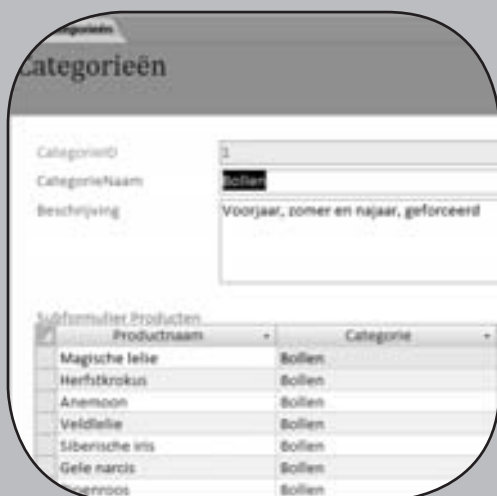 Categorieën
CategorieID 1
CategorieNaam Bollen
Beschrijving Voorjaar, zomer en najaar, geforceerd
Subformulier Producten
Productnaam Categorie
Magische lelie Bollen
Herfstkrokus Bollen
Anemoon Bollen
Veldlelie Bollen
Siberische iris Bollen
Gele narcis Bollen
Bollen